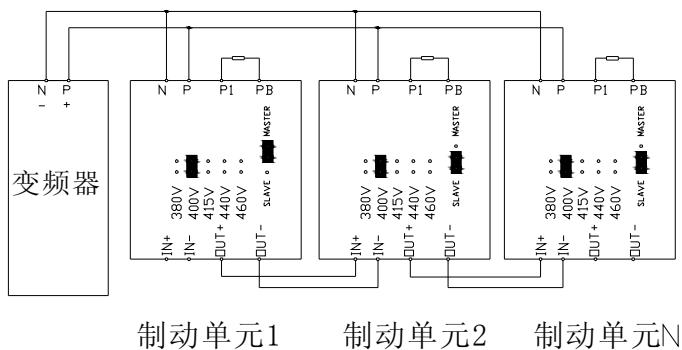 N P
- +
变频器
N P P1 PB
MASTER
SLAVE
380V
400V
415V
440V
460V
IN+
IN-
OUT+
OUT-
制动单元1
N P P1 PB
MASTER
SLAVE
380V
400V
415V
440V
460V
IN+
IN-
OUT+
OUT-
制动单元2
N P P1 PB
MASTER
SLAVE
380V
400V
415V
440V
460V
IN+
IN-
OUT+
OUT-
制动单元N